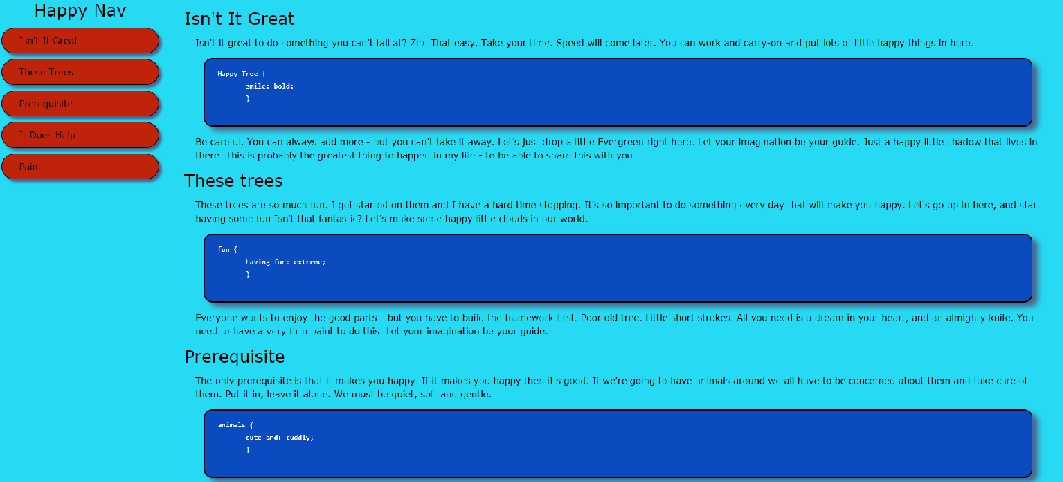 Happy Nav
Isn't It Great
These Trees
Prerequisite
It Does Help
Paint
Isn't It Great
Isn't it great to do something you can't fail at? Zip. That easy. Take your time. Speed will come later. You can work and carry-on and put lots of little happy things in here.
Happy Tree {
smile: bold;
}
Be careful. You can always add more - but you can't take it away. Let's just drop a little Evergreen right here. Let your imagination be your guide. Just a happy little shadow that lives in
there. This is probably the greatest thing to happen in my life - to be able to share this with you.
These trees
These trees are so much fun. I get started on them and I have a hard time stopping. It's so important to do something every day that will make you happy. Let's go up in here, and start
having some fun Isn't that fantastic? Let's make some happy little clouds in our world.
fun {
having fun: extreme;
}
Everyone wants to enjoy the good parts - but you have to build the framework first. Poor old tree. Little short strokes. All you need is a dream in your heart, and an almighty knife. You
need to have a very firm paint to do this. Let your imagination be your guide.
Prerequisite
The only prerequisite is that it makes you happy. If it makes you happy then it's good. If we're going to have animals around we all have to be concerned about them and take care of
them. Put it in, leave it alone. We must be quiet, soft and gentle.
animals {
cute and: cuddly;
}